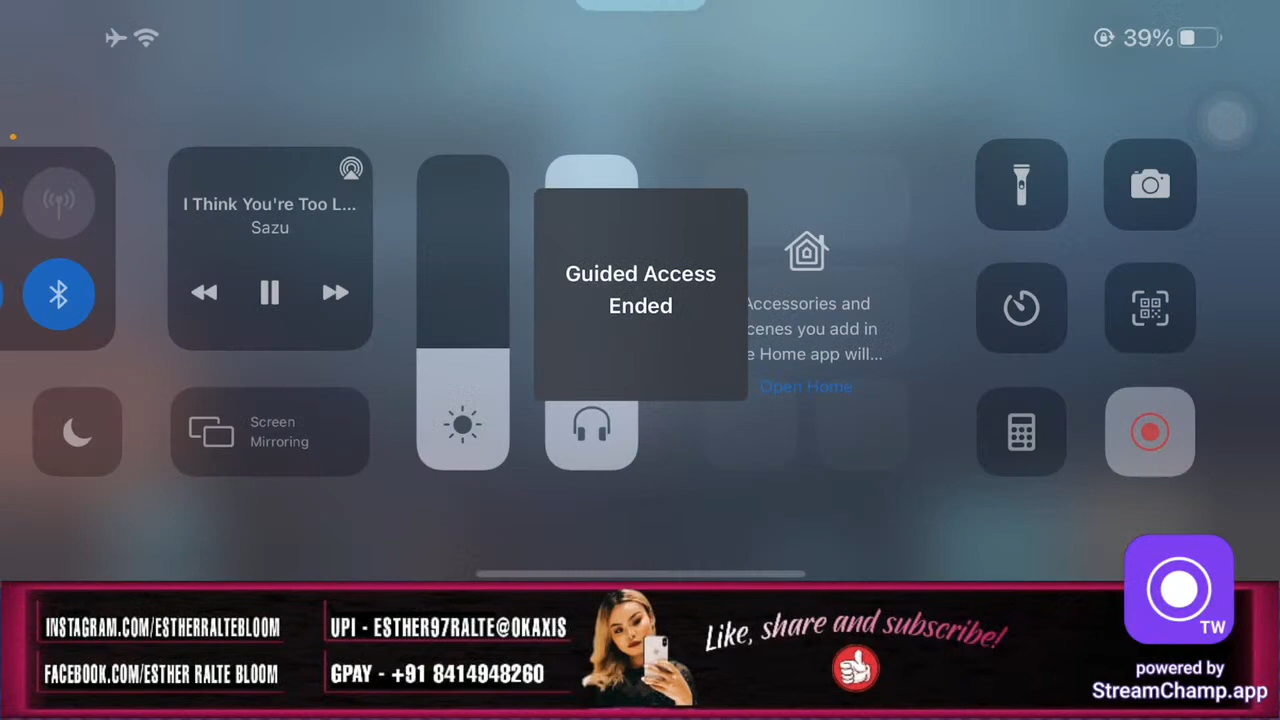 39%
I Think You're Too L...
Sazu
Guided Access
Ended
Accessories and
cenes you add in
e Home app will...
Open Home
Screen
Mirroring
INSTAGRAM.COM/ESTHERRALTEBLOOM
FACEBOOK.COM/ESTHER RALTE BLOOM
UPI - ESTHER97RALTE@OKAXIS
GPAY - +91 8414948260
Like, share and subscribe!
TW
powered by
StreamChamp.app